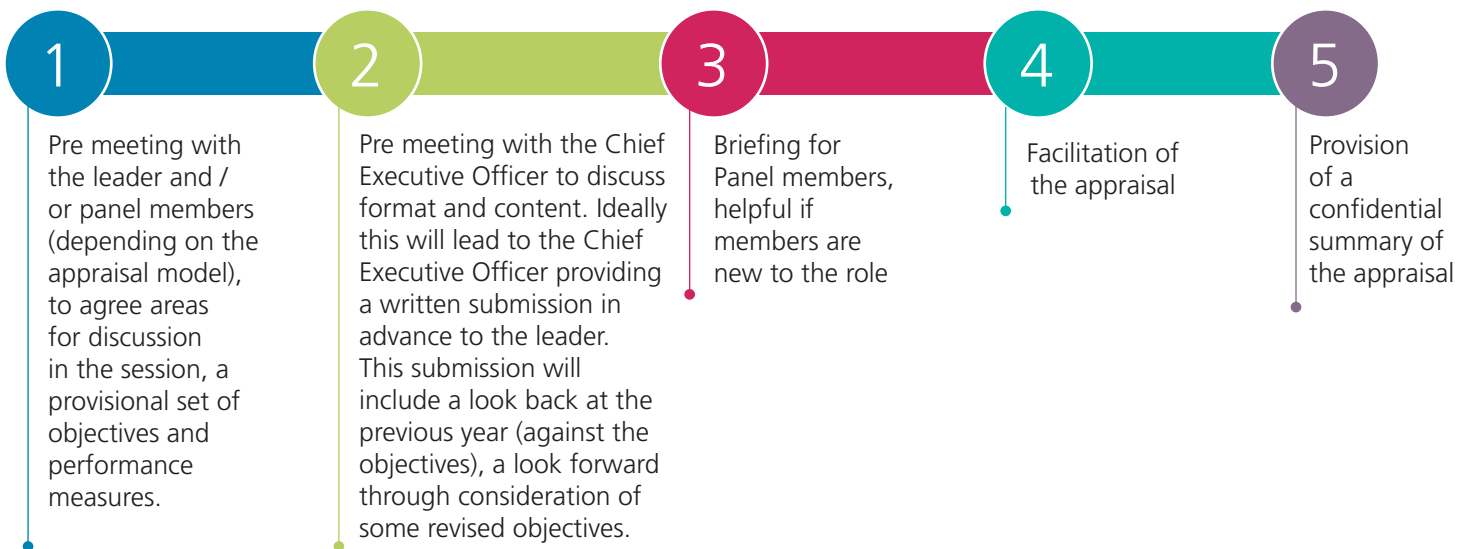 1
Pre meeting with
the leader and /
or panel members
(depending on the
appraisal model),
to agree areas
for discussion
in the session, a
provisional set of
objectives and
performance
measures.
2
Pre meeting with the Chief
Executive Officer to discuss
format and content. Ideally
this will lead to the Chief
Executive Officer providing
a written submission in
advance to the leader.
This submission will
include a look back at the
previous year (against the
objectives), a look forward
through consideration of
some revised objectives.
3
Briefing for
Panel members,
helpful if
members are
new to the role
4
Facilitation of
the appraisal
5
Provision
of a
confidential
summary of
the appraisal